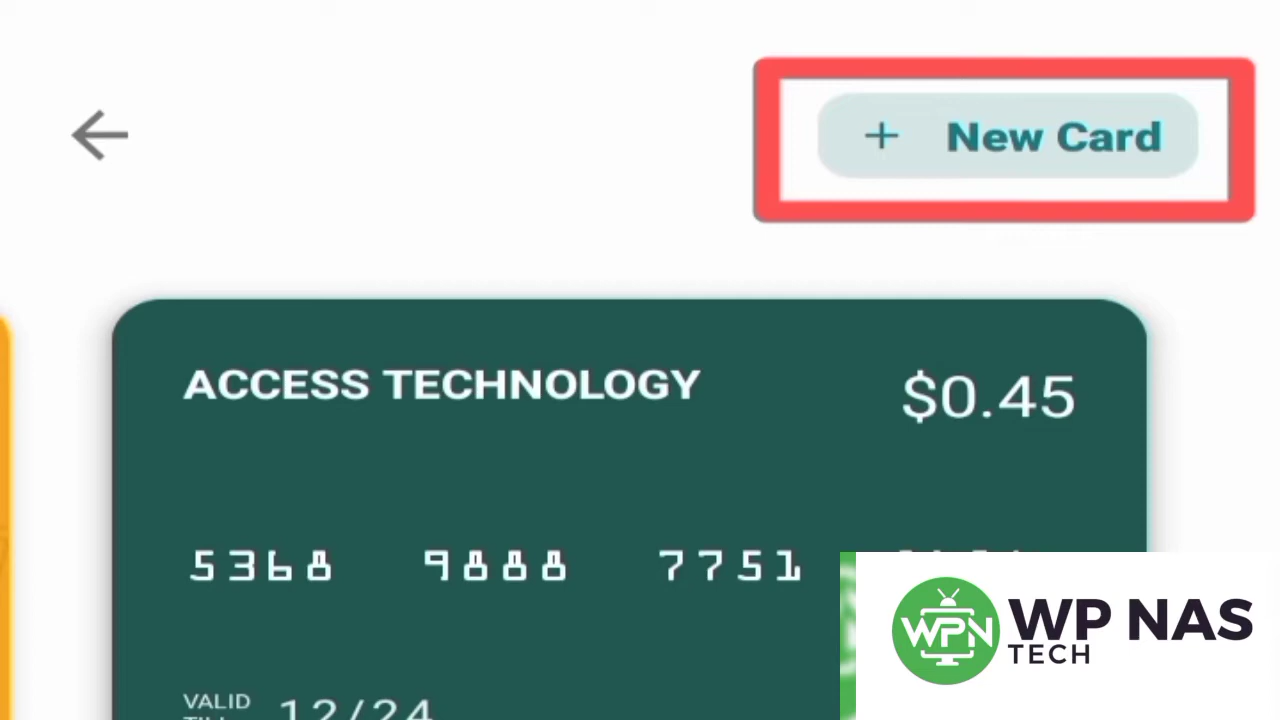 + New Card
ACCESS TECHNOLOGY
$0.45
5368 9888 7751
VALID
12/24
WPN
WP NAS
TECH